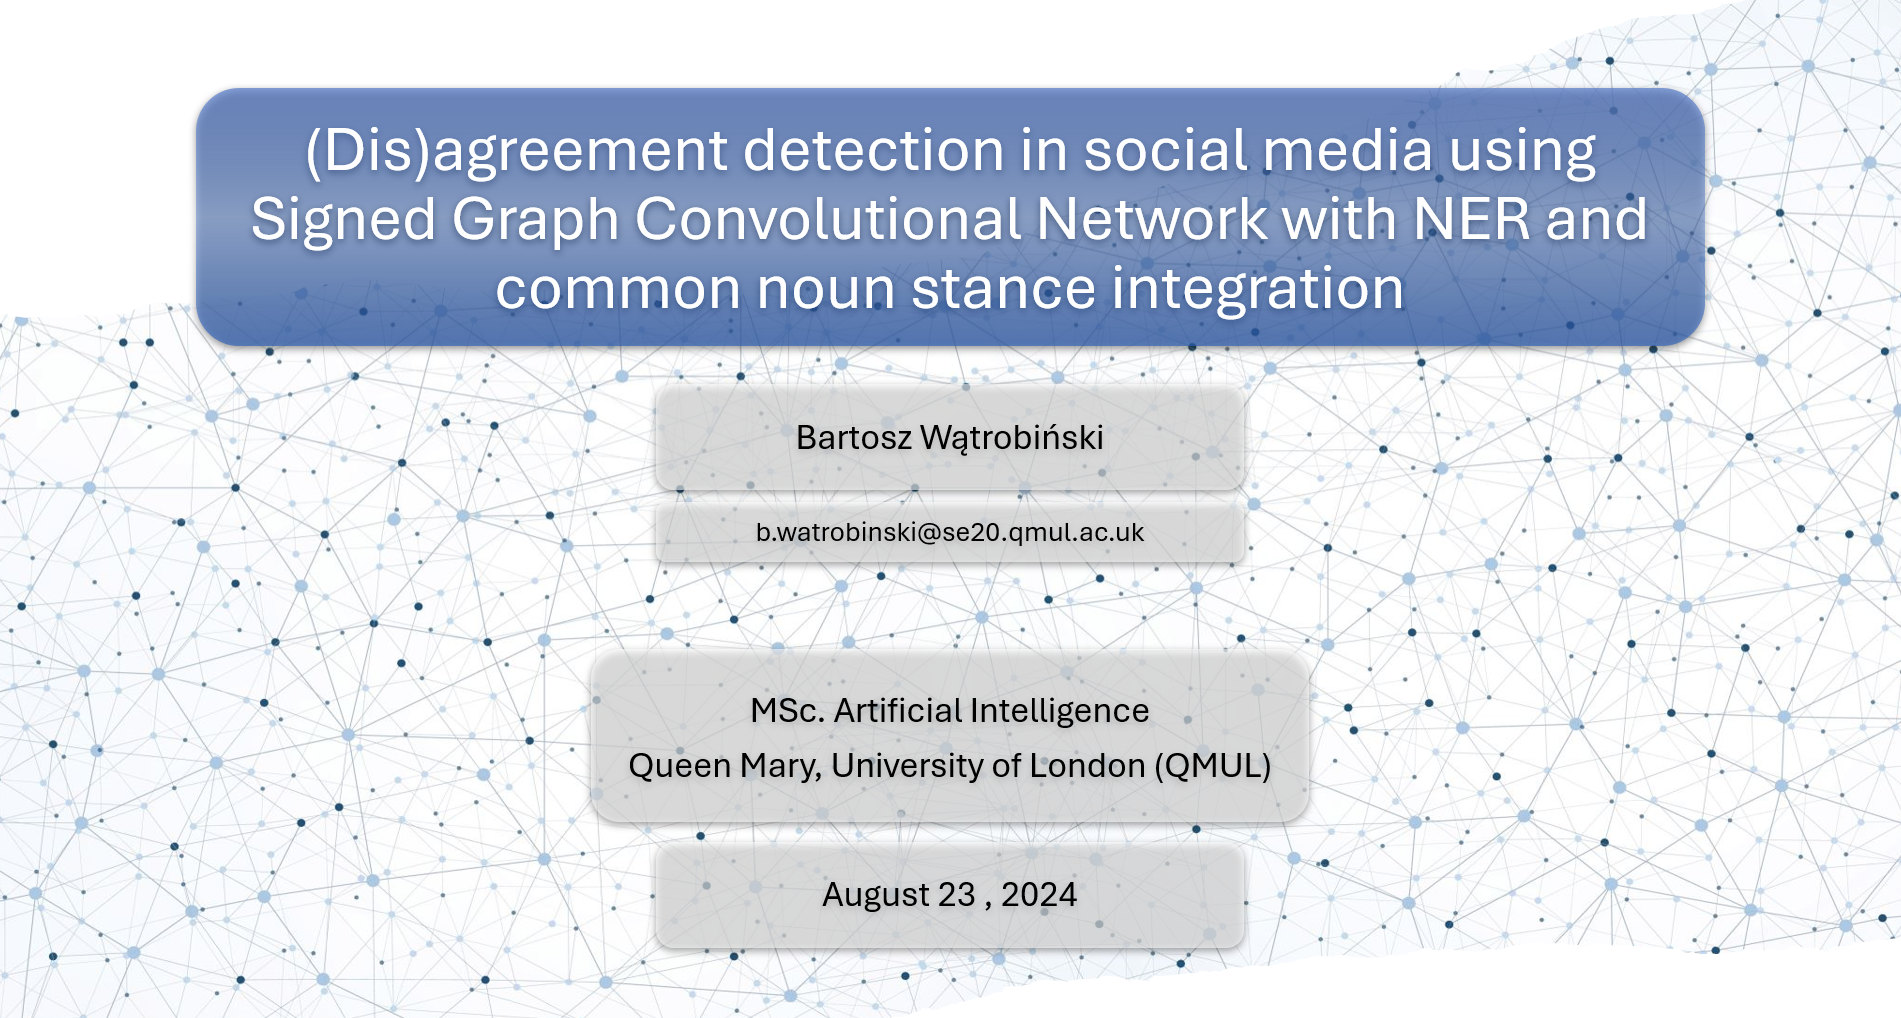 (Dis)agreement detection in social media using
Signed Graph Convolutional Network with NER and
common noun stance integration
Bartosz Wątrobiński
b.watrobinski@se20.qmul.ac.uk
MSc. Artificial Intelligence
Queen Mary, University of London (QMUL)
August 23 , 2024